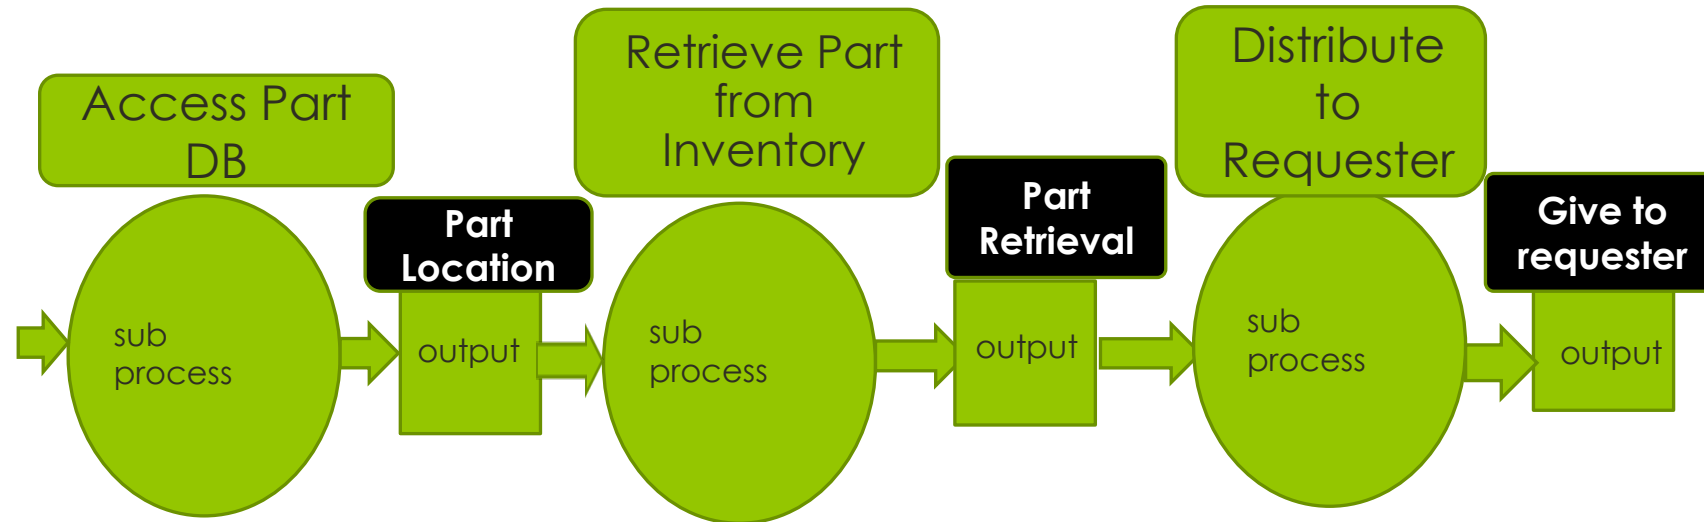 Access Part
DB
sub
process
Part
Location
output
Retrieve Part
from
Inventory
sub
process
Part
Retrieval
output
Distribute
to
Requester
sub
process
Give to
requester
output